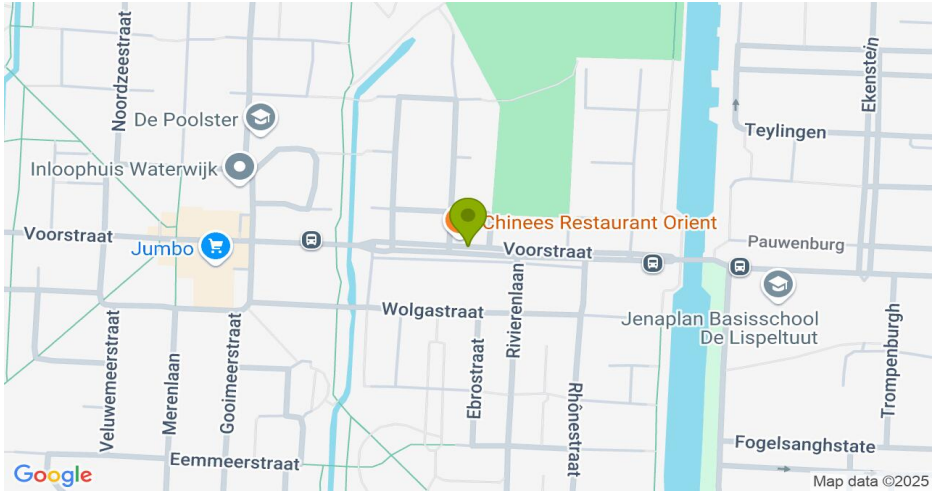 Noordzeestraat
De Poolster
Inloophuis Waterwijk
Voorstraat
Jumbo
Chinees Restaurant Orient
Voorstraat
Teylingen
Ekenstein
Pauwenburg
Wolgastraat
Jenaplan Basisschool
De Lispeltuut
Veluwemeerstraat
Merenlaan
Gooimeerstraat
Ebrostraat
Rivierenlaan
Rhônestraat
Trompenburgh
Eemmeerstraat
Fogelsanghstate
Google
Map data ©2025